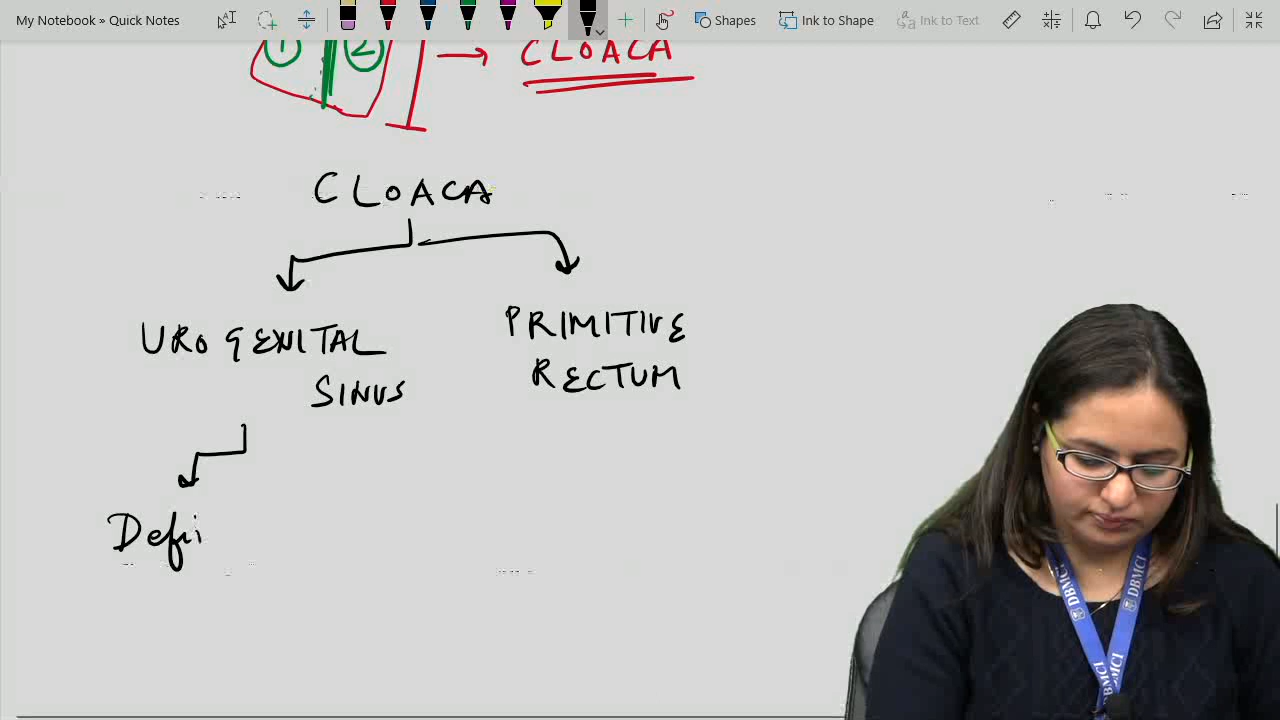 My Notebook » Quick Notes
Shapes
Ink to Shape
Ink to Text
1 2 → CLOACA
CLOACA
UROGENITAL
SINUS
PRIMITIVE
RECTUM
Defi
DBMCI
DBMCI